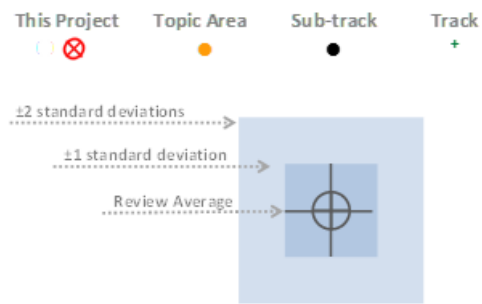 This Project Topic Area Sub-track Track
±2 standard deviations
±1 standard deviation
Review Average